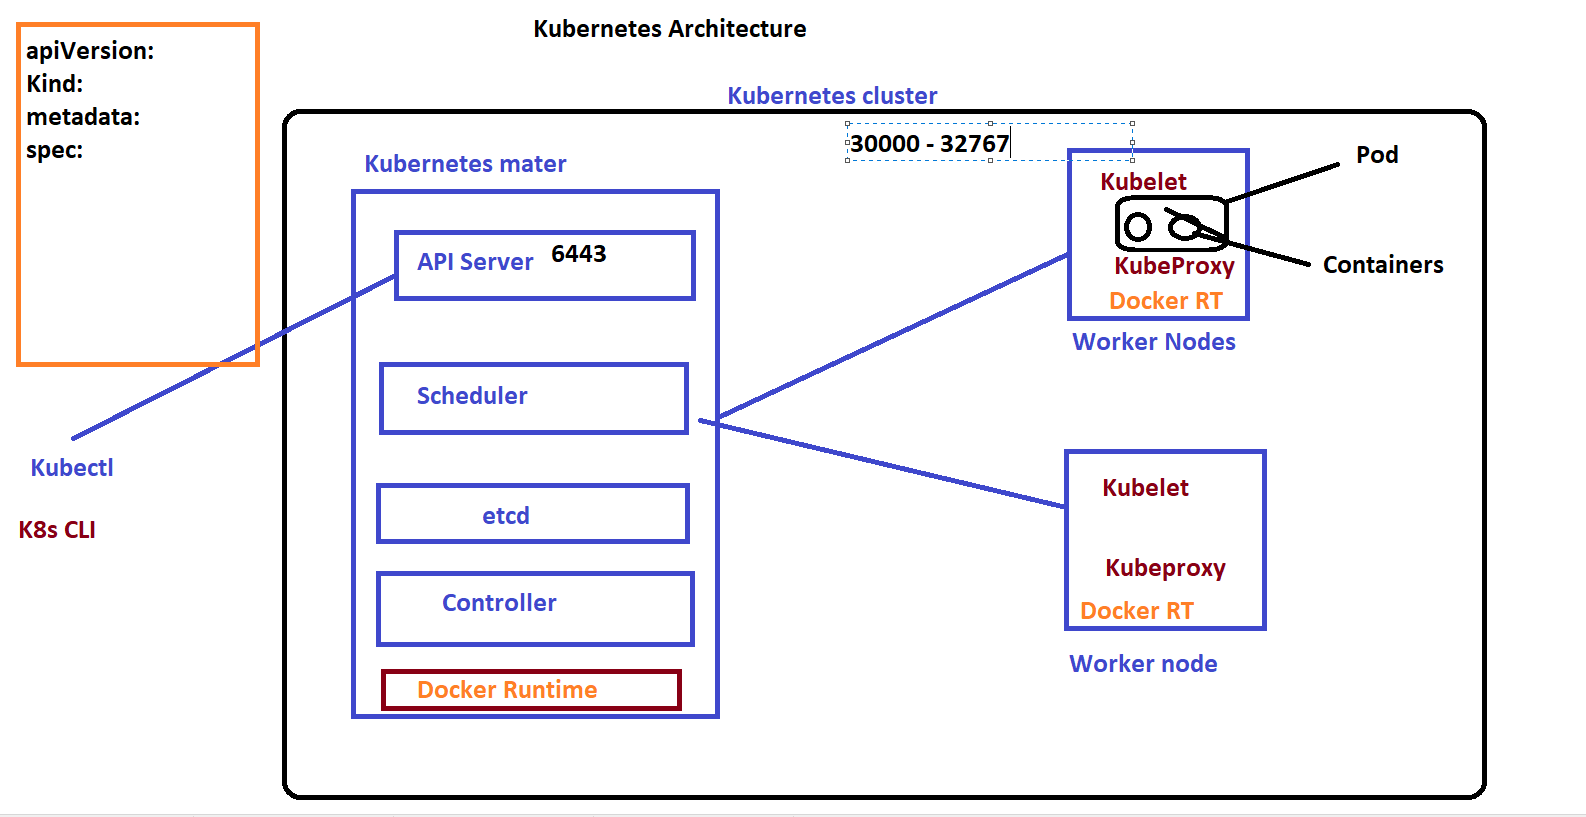 Kubernetes Architecture
apiVersion:
Kind:
metadata:
spec:
Kubernetes cluster
30000 - 32767
Kubernetes mater
API Server 6443
Scheduler
etcd
Controller
Docker Runtime
Kubectl
K8s CLI
Kubelet
KubeProxy
Docker RT
Worker Nodes
Pod
Containers
Kubelet
Kubeproxy
Docker RT
Worker node